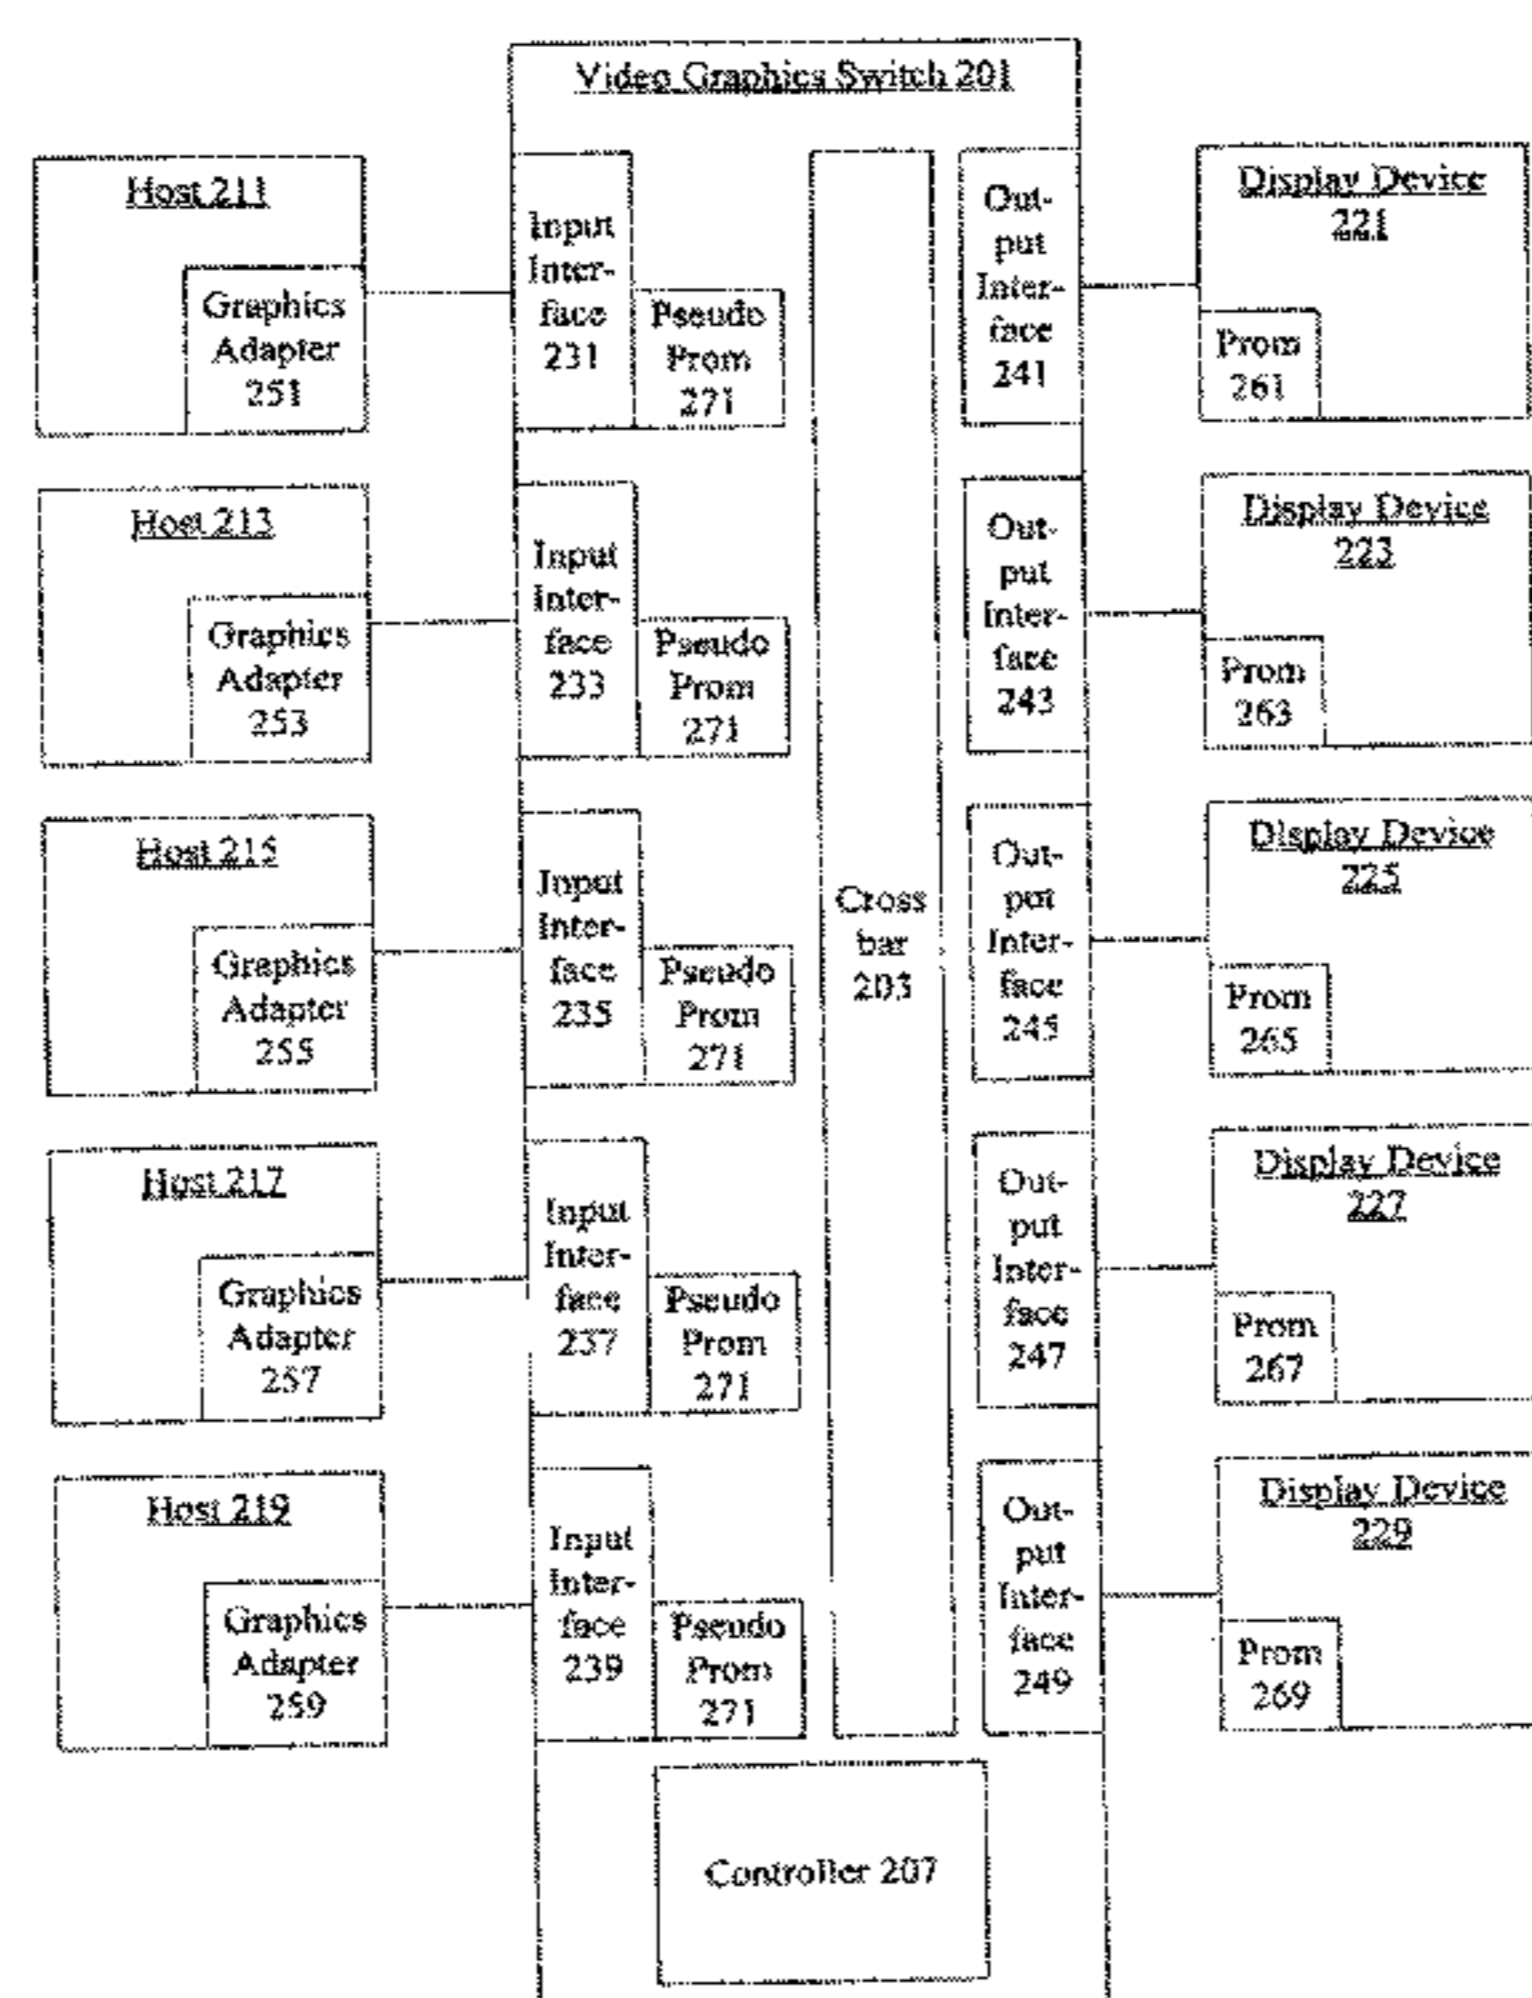 Video Graphics Switch 201
Host 211
Graphics
Adapter
251
Input
Inter-
face
231
Pseudo
Prom
271
Out-
put
Inter-
face
241
Display Device
221
Prom
261
Host 213
Graphics
Adapter
253
Input
Inter-
face
233
Pseudo
Prom
271
Out-
put
Inter-
face
243
Display Device
223
Prom
263
Host 215
Graphics
Adapter
255
Input
Inter-
face
235
Pseudo
Prom
271
Cross
bar
203
Out-
put
Inter-
face
245
Display Device
225
Prom
265
Host 217
Graphics
Adapter
257
Input
Inter-
face
237
Pseudo
Prom
271
Out-
put
Inter-
face
247
Display Device
227
Prom
267
Host 219
Graphics
Adapter
259
Input
Inter-
face
239
Pseudo
Prom
271
Out-
put
Inter-
face
249
Display Device
229
Prom
269
Controller 207